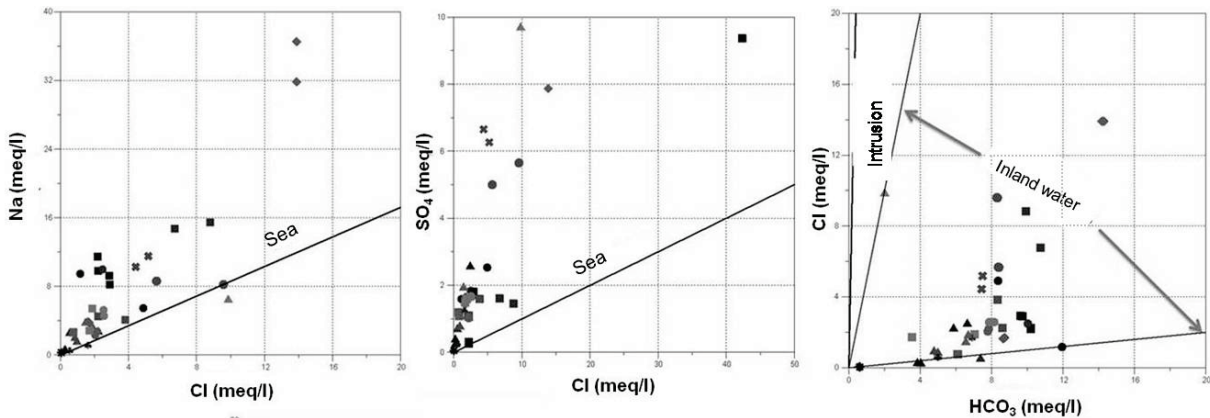 40
32
24
16
8
0
Na (meq/l)
Sea
0 4 8 12 16 20
Cl (meq/l)
10
8
6
4
2
0
SO₄ (meq/l)
Sea
0 10 20 30 40 50
Cl (meq/l)
20
16
12
8
4
0
Cl (meq/l)
Intrusion
Inland water
0 4 8 12 16 20
HCO₃ (meq/l)